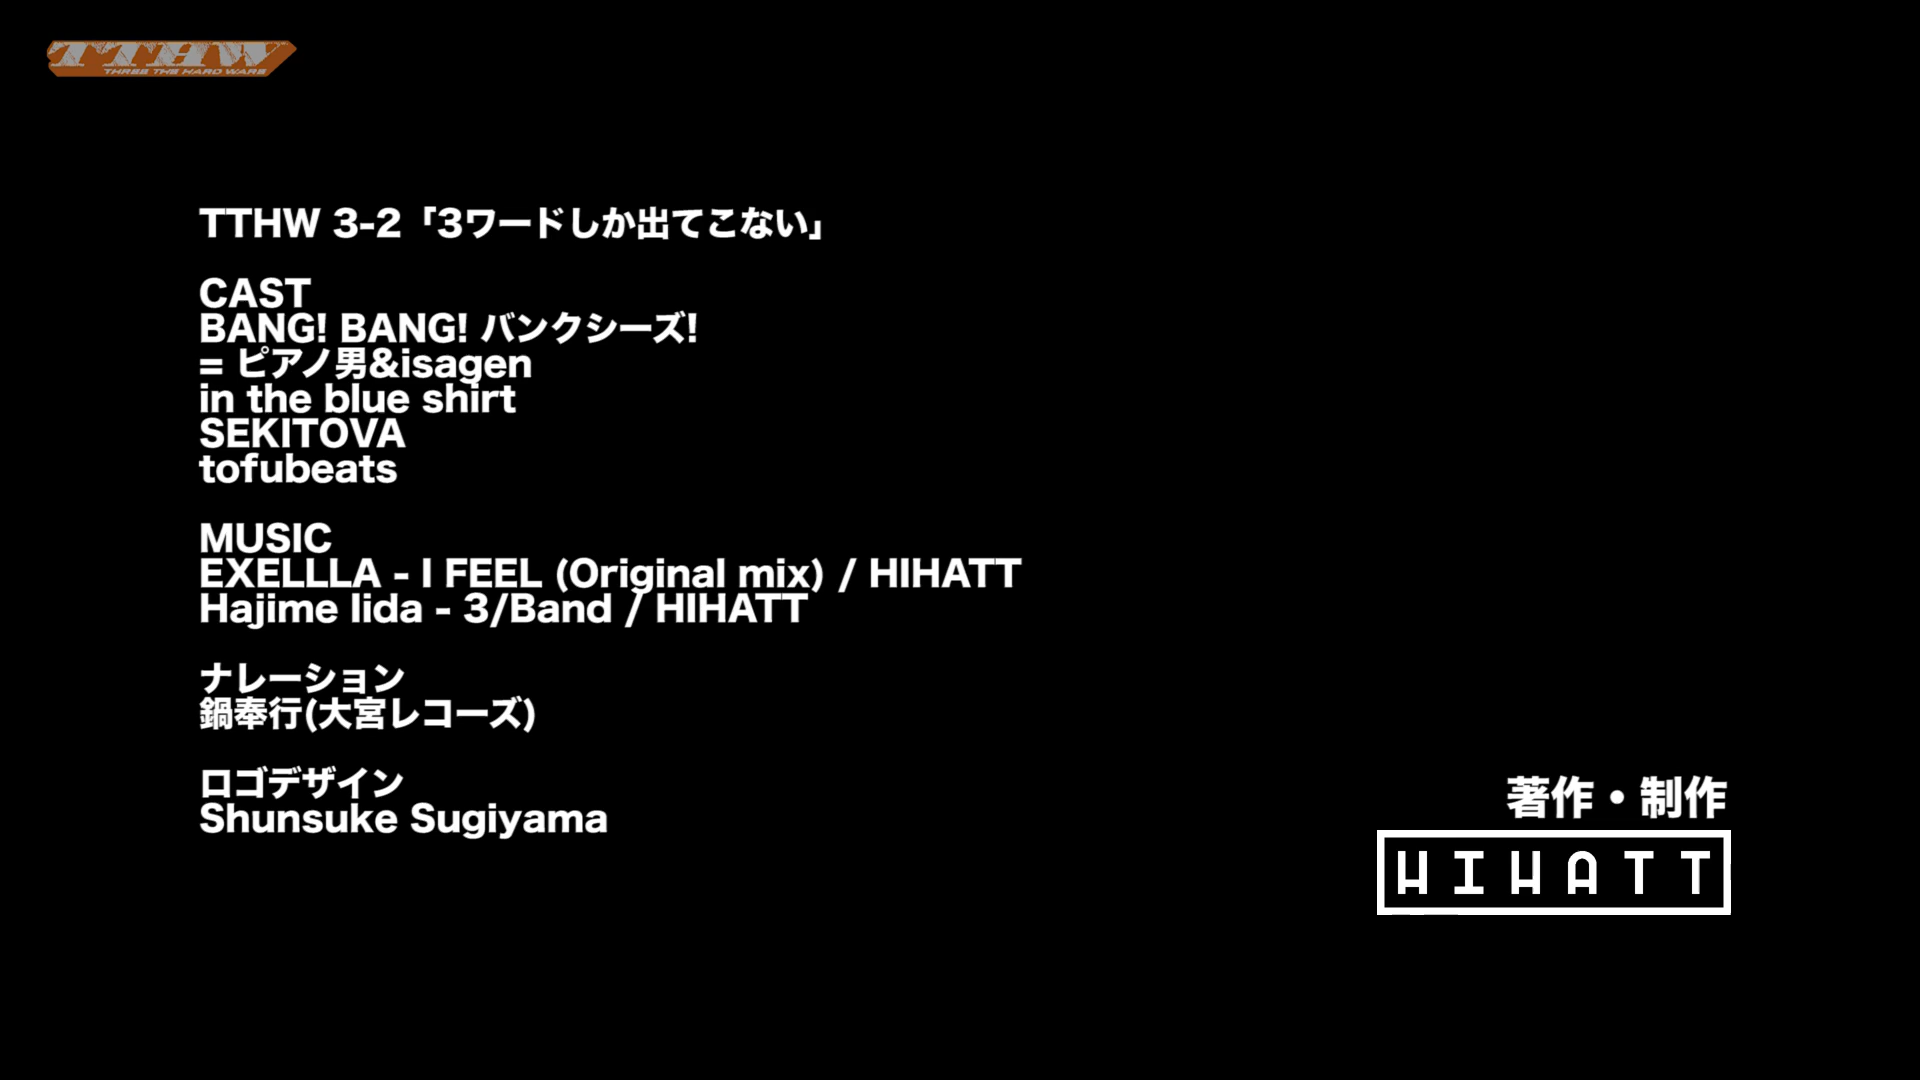 TTHW
THREE THE HARD WARE
TTHW 3-2「3ワードしか出てこない」
CAST
BANG! BANG! バンクシーズ!
= ピアノ男&isagen
in the blue shirt
SEKITOVA
tofubeats
MUSIC
EXELLLA - I FEEL (Original mix) / HIHATT
Hajime Iida - 3/Band / HIHATT
ナレーション
鍋奉行(大宮レコーズ)
ロゴデザイン
Shunsuke Sugiyama
著作・制作
HIHATT